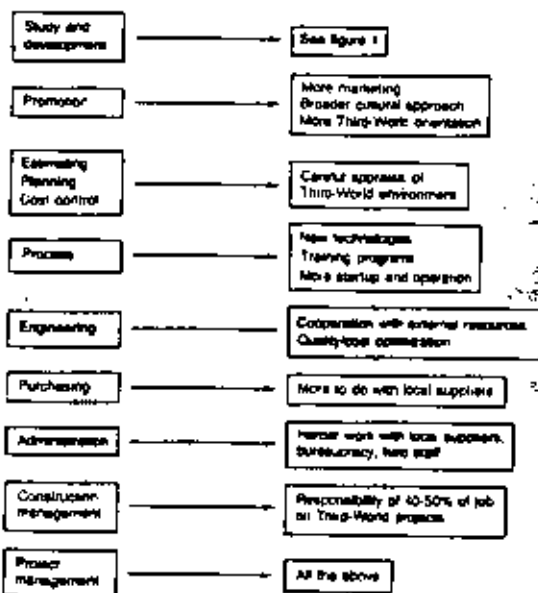 Study and
development
See figure 1
Promotion
More marketing
Broader cultural approach
More Third-World orientation
Estimating
Planning
Cost control
Careful appraisal of
Third-World environment
Process
New technologies
Training programs
More startup and operation
Engineering
Cooperation with external resources
Quality/cost optimization
Purchasing
More to do with local suppliers
Administration
Harder work with local suppliers,
bureaucracy, field staff
Construction
management
Responsibility of 40-50% of job
on Third-World projects
Project
management
All the above